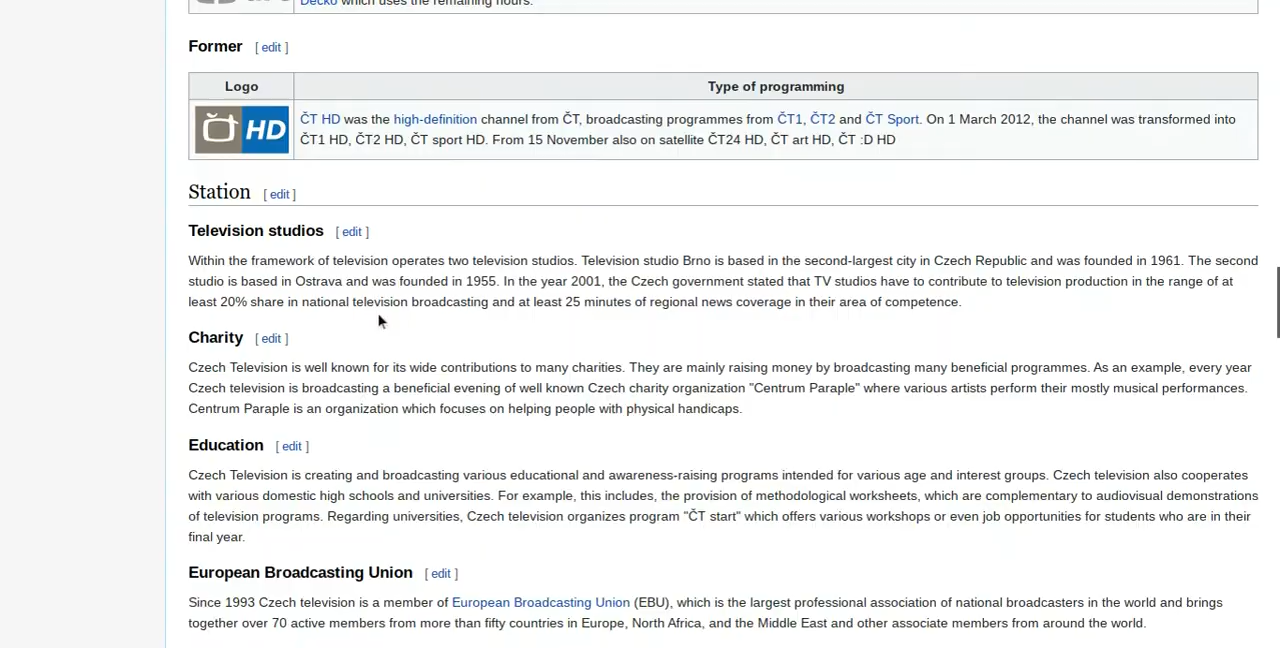 Decko which uses the remaining hours.
Former [ edit ]
Logo Type of programming
ČT HD
ČT HD was the high-definition channel from ČT, broadcasting programmes from ČT1, ČT2 and ČT Sport. On 1 March 2012, the channel was transformed into
ČT1 HD, ČT2 HD, ČT sport HD. From 15 November also on satellite ČT24 HD, ČT art HD, ČT :D HD
Station [ edit ]
Television studios [ edit ]
Within the framework of television operates two television studios. Television studio Brno is based in the second-largest city in Czech Republic and was founded in 1961. The second
studio is based in Ostrava and was founded in 1955. In the year 2001, the Czech government stated that TV studios have to contribute to television production in the range of at
least 20% share in national television broadcasting and at least 25 minutes of regional news coverage in their area of competence.
Charity [ edit ]
Czech Television is well known for its wide contributions to many charities. They are mainly raising money by broadcasting many beneficial programmes. As an example, every year
Czech television is broadcasting a beneficial evening of well known Czech charity organization "Centrum Paraple" where various artists perform their mostly musical performances.
Centrum Paraple is an organization which focuses on helping people with physical handicaps.
Education [ edit ]
Czech Television is creating and broadcasting various educational and awareness-raising programs intended for various age and interest groups. Czech television also cooperates
with various domestic high schools and universities. For example, this includes, the provision of methodological worksheets, which are complementary to audiovisual demonstrations
of television programs. Regarding universities, Czech television organizes program "ČT start" which offers various workshops or even job opportunities for students who are in their
final year.
European Broadcasting Union [ edit ]
Since 1993 Czech television is a member of European Broadcasting Union (EBU), which is the largest professional association of national broadcasters in the world and brings
together over 70 active members from more than fifty countries in Europe, North Africa, and the Middle East and other associate members from around the world.